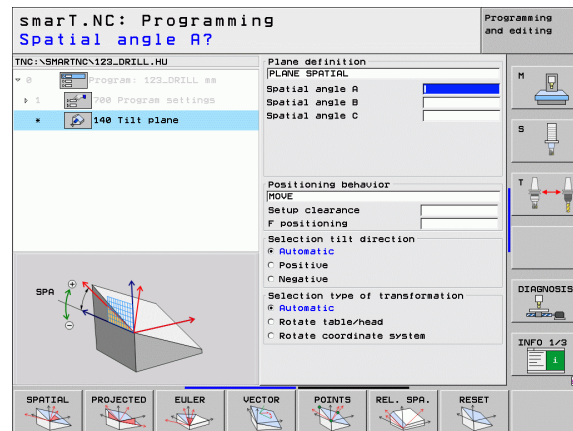 smarT.NC: Programming
Spatial angle A?
Programming
and editing
TNC:\SMARTNC\123_DRILL.HU
0 Program: 123_DRILL mm
1 700 Program settings
* 140 Tilt plane
SPA
Plane definition
PLANE SPATIAL
Spatial angle A
Spatial angle B
Spatial angle C
Positioning behavior
MOVE
Setup clearance
F positioning
Selection tilt direction
Automatic
Positive
Negative
Selection type of transformation
Automatic
Rotate table/head
Rotate coordinate system
M
S
T
DIAGNOSIS
INFO 1/3
SPATIAL
PROJECTED
EULER
VECTOR
POINTS
REL. SPA.
RESET